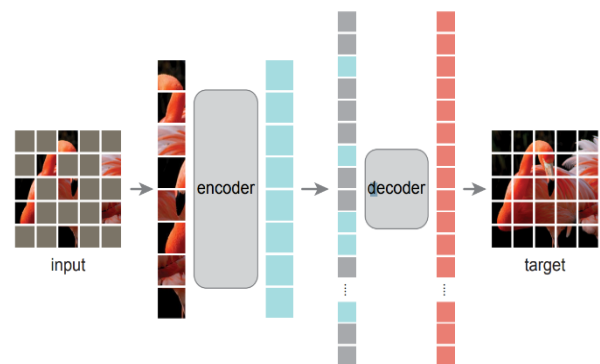 encoder
decoder
input
target